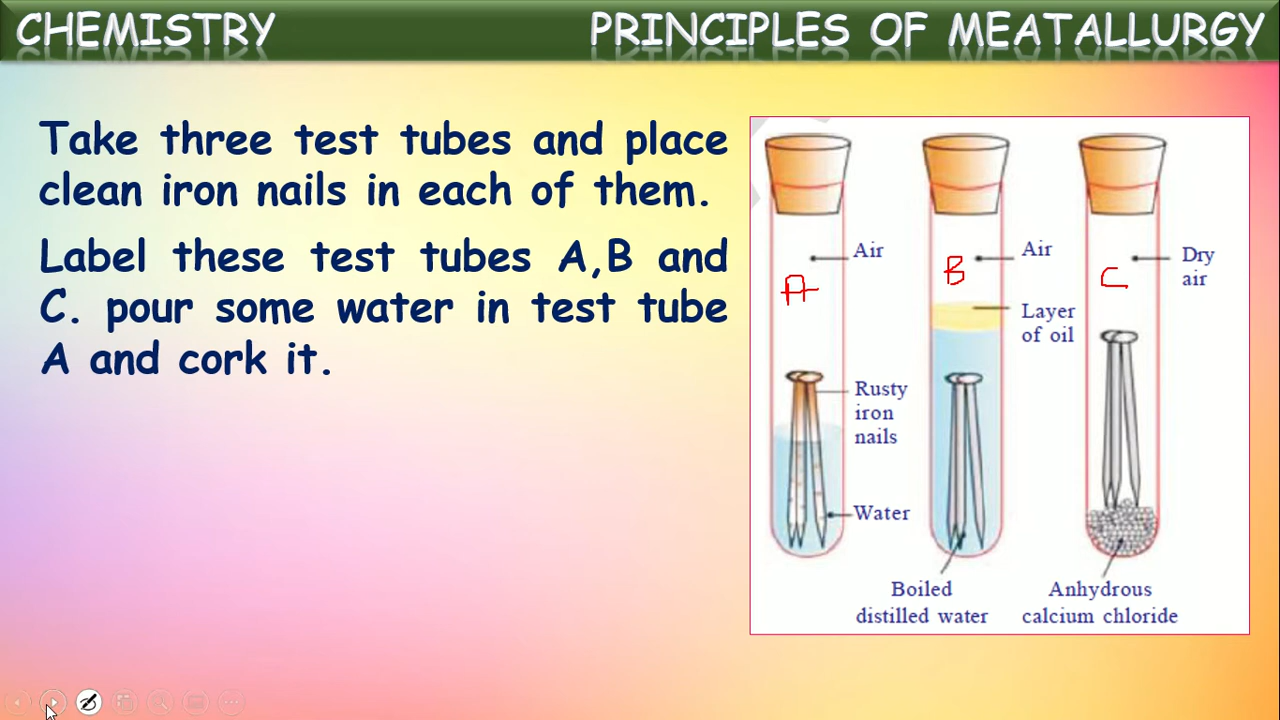 CHEMISTRY PRINCIPLES OF MEATALLURGY
Take three test tubes and place
clean iron nails in each of them.
Label these test tubes A,B and
C. pour some water in test tube
A and cork it.
Air
A
Rusty
iron
nails
Water
Air
B
Layer
of oil
Boiled
distilled water
Dry
air
C
Anhydrous
calcium chloride